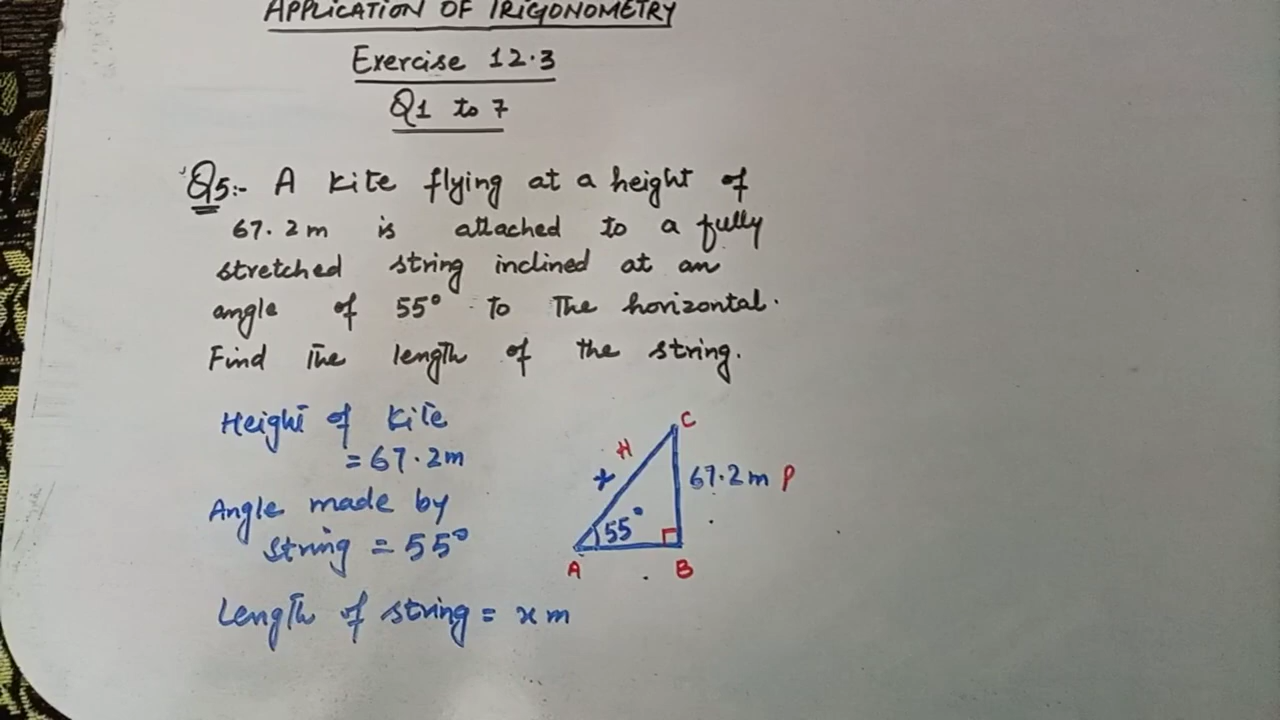 APPLICATION OF TRIGONOMETRY
Exercise 12.3
Q1 to 7
Q5:- A kite flying at a height of
67.2m is attached to a fully
stretched string inclined at an
angle of 55° to the horizontal.
Find the length of the string.
Height of kite
= 67.2m
Angle made by
string = 55°
Length of string = x m
C
H
x
67.2m P
55°
A
B